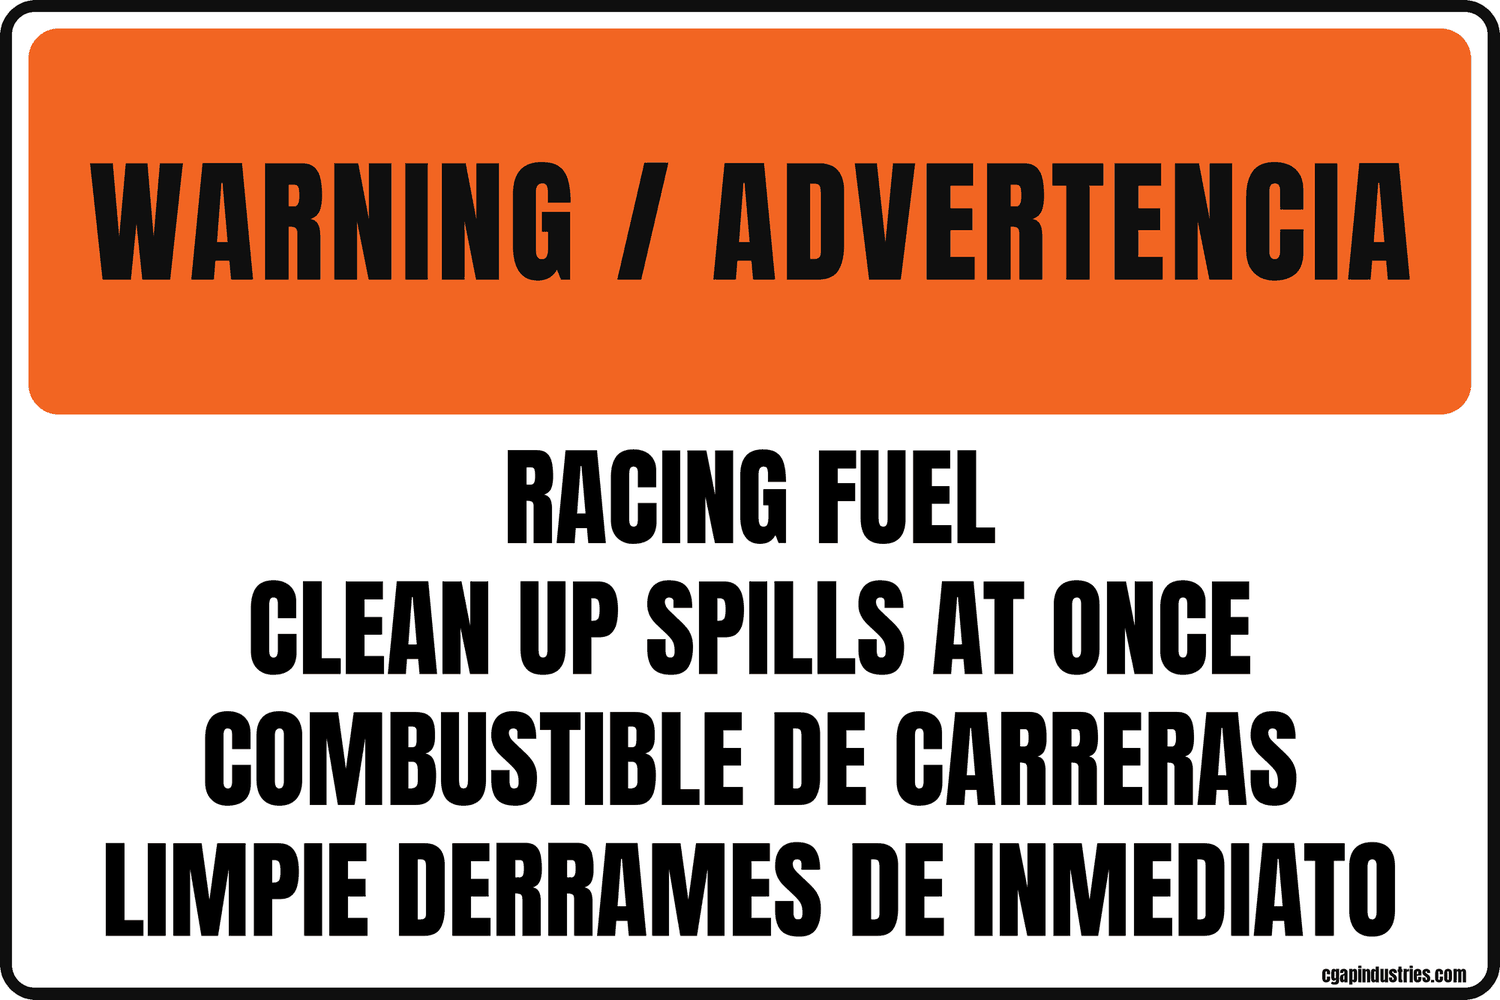 WARNING / ADVERTENCIA
RACING FUEL
CLEAN UP SPILLS AT ONCE
COMBUSTIBLE DE CARRERAS
LIMPIE DERRAMES DE INMEDIATO
cgapindustries.com